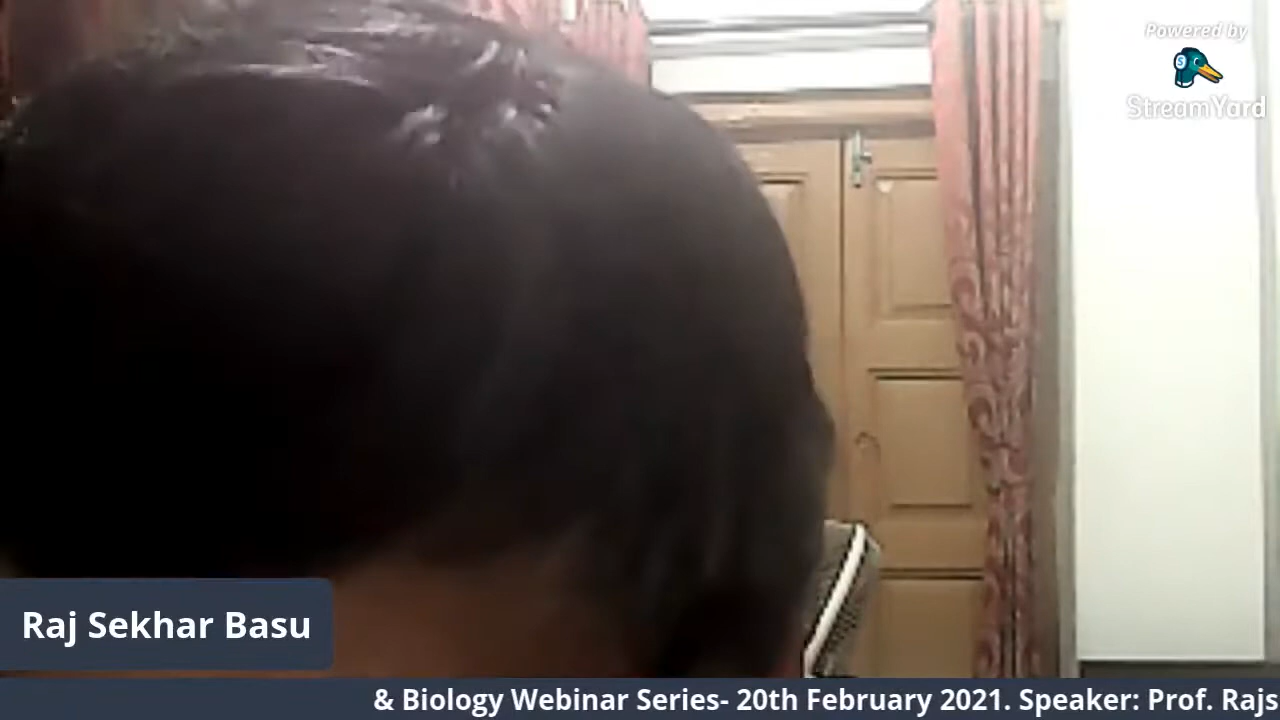 Powered by
StreamYard
Raj Sekhar Basu
& Biology Webinar Series- 20th February 2021. Speaker: Prof. Rajs